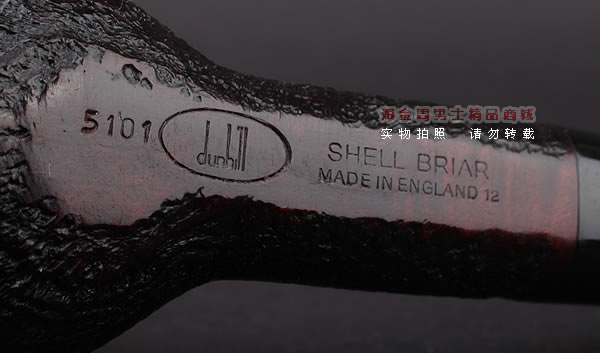 5101
dunhill
SHELL BRIAR
MADE IN ENGLAND 12
海金茵男士精品商城
实物拍照 请勿转载